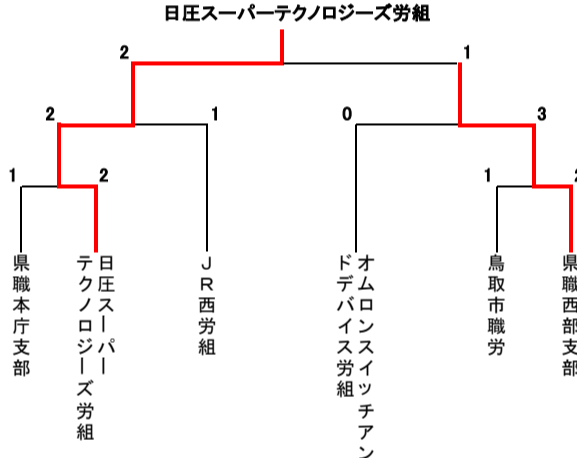 日圧スーパーテクノロジーズ労組
2
1
2
1
0
3
1
2
1
2
県職本庁支部
日圧スーパー
テクノロジーズ労組
JR西労組
オムロンスイッチアン
ドデバイス労組
鳥取市職労
県職西部支部